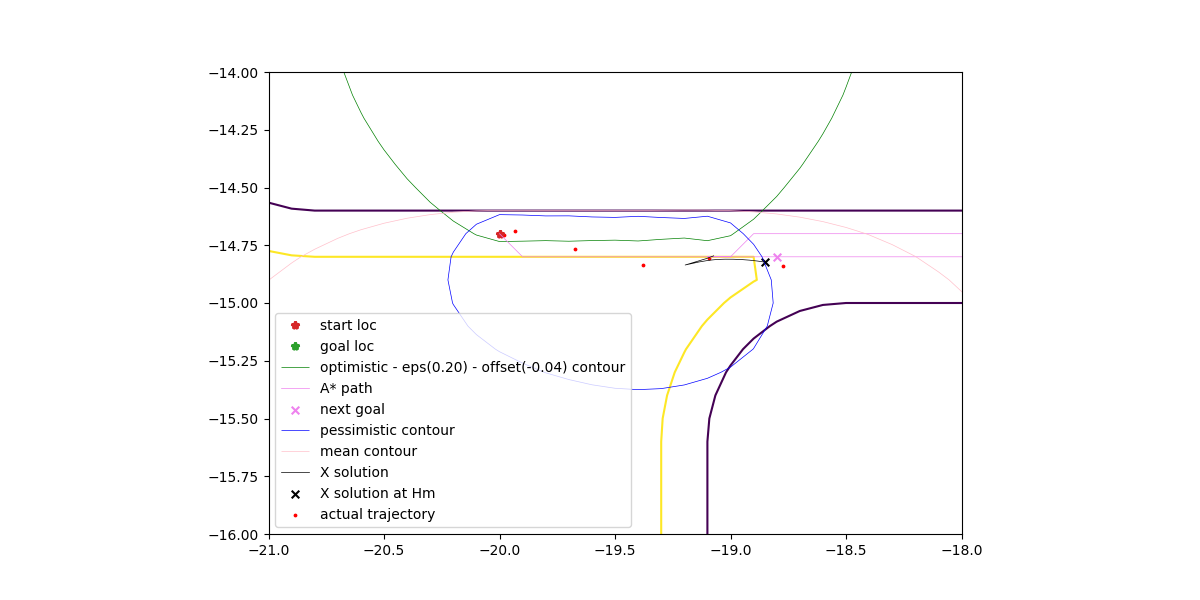 −14.00
−14.25
−14.50
−14.75
−15.00
−15.25
−15.50
−15.75
−16.00
start loc
goal loc
optimistic - eps(0.20) - offset(-0.04) contour
A* path
next goal
pessimistic contour
mean contour
X solution
X solution at Hm
actual trajectory
−21.0 −20.5 −20.0 −19.5 −19.0 −18.5 −18.0